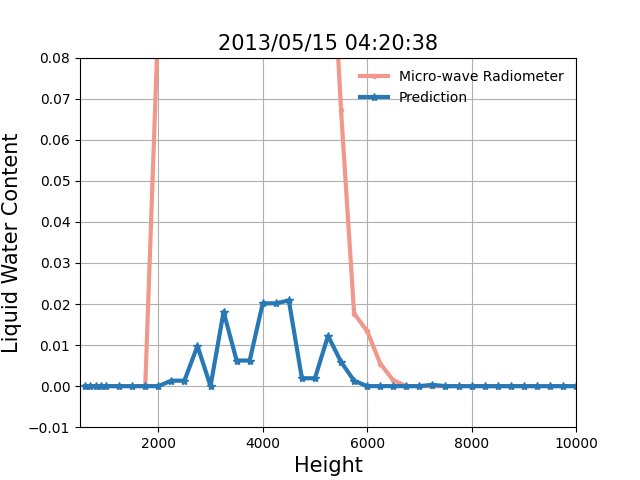 2013/05/15 04:20:38
Micro-wave Radiometer
Prediction
Liquid Water Content
0.08
0.07
0.06
0.05
0.04
0.03
0.02
0.01
0.00
−0.01
2000 4000 6000 8000 10000
Height